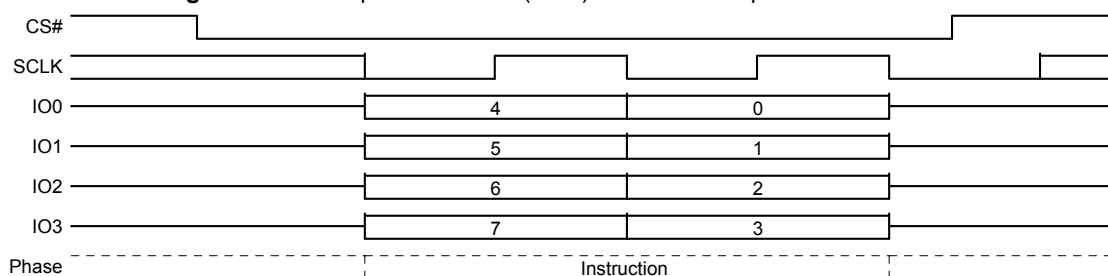 CS#
SCLK
IO0 4 0
IO1 5 1
IO2 6 2
IO3 7 3
Phase Instruction